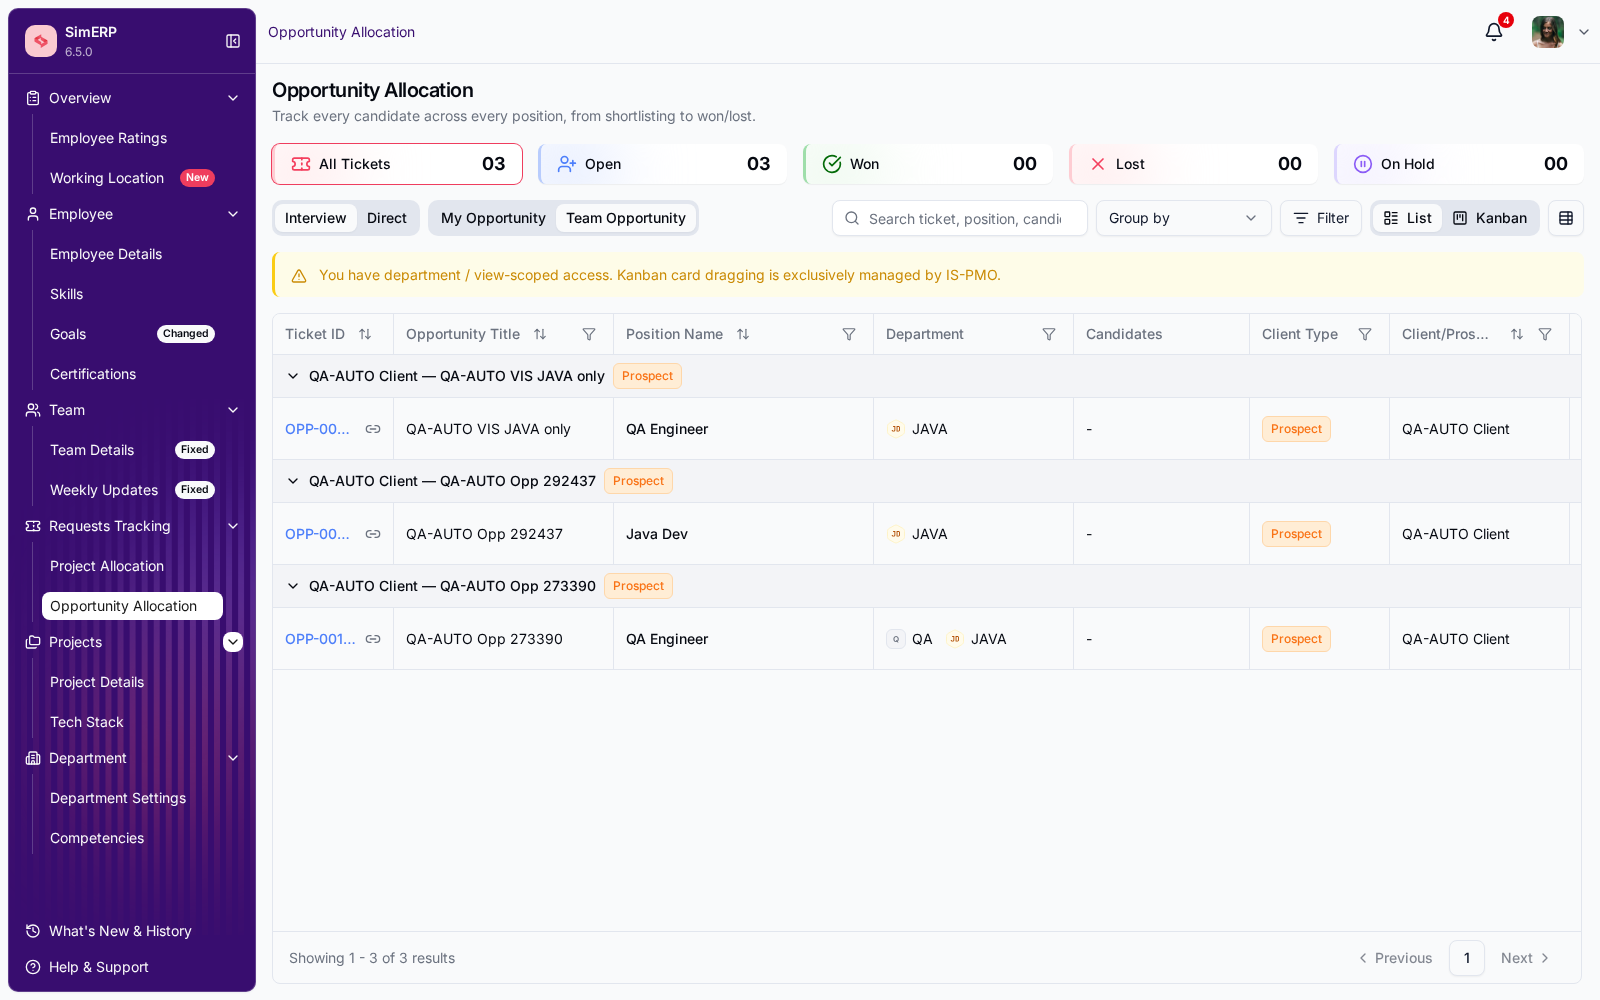 SimERP
6.5.0
Overview
Employee Ratings
Working Location New
Employee
Employee Details
Skills
Goals Changed
Certifications
Team
Team Details Fixed
Weekly Updates Fixed
Requests Tracking
Project Allocation
Opportunity Allocation
Projects
Project Details
Tech Stack
Department
Department Settings
Competencies
What's New & History
Help & Support
Opportunity Allocation
4
Opportunity Allocation
Track every candidate across every position, from shortlisting to won/lost.
All Tickets 03
Open 03
Won 00
Lost 00
On Hold 00
Interview Direct My Opportunity Team Opportunity Search ticket, position, candi Group by Filter List Kanban
You have department / view-scoped access. Kanban card dragging is exclusively managed by IS-PMO.
Ticket ID Opportunity Title Position Name Department Candidates Client Type Client/Pros...
QA-AUTO Client — QA-AUTO VIS JAVA only Prospect
OPP-00... QA-AUTO VIS JAVA only QA Engineer JD JAVA - Prospect QA-AUTO Client
QA-AUTO Client — QA-AUTO Opp 292437 Prospect
OPP-00... QA-AUTO Opp 292437 Java Dev JD JAVA - Prospect QA-AUTO Client
QA-AUTO Client — QA-AUTO Opp 273390 Prospect
OPP-001... QA-AUTO Opp 273390 QA Engineer Q QA JD JAVA - Prospect QA-AUTO Client
Showing 1 - 3 of 3 results
Previous 1 Next